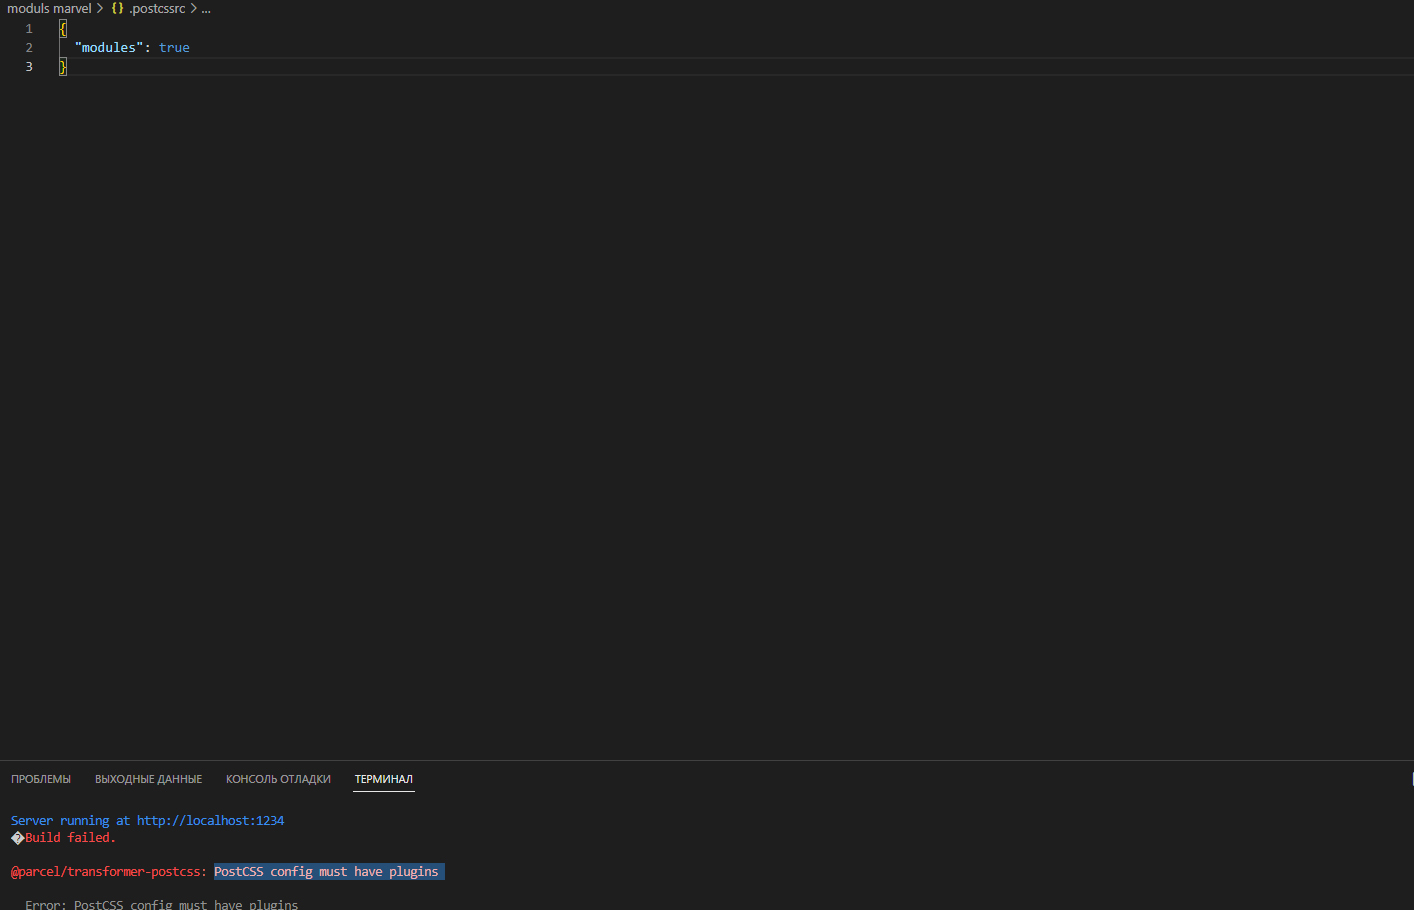 moduls marvel > {} .postcssrc > ...
1 {
2 "modules": true
3 }
ПРОБЛЕМЫ ВЫХОДНЫЕ ДАННЫЕ КОНСОЛЬ ОТЛАДКИ ТЕРМИНАЛ
Server running at http://localhost:1234
�Build failed.
@parcel/transformer-postcss: PostCSS config must have plugins
Error: PostCSS config must have plugins